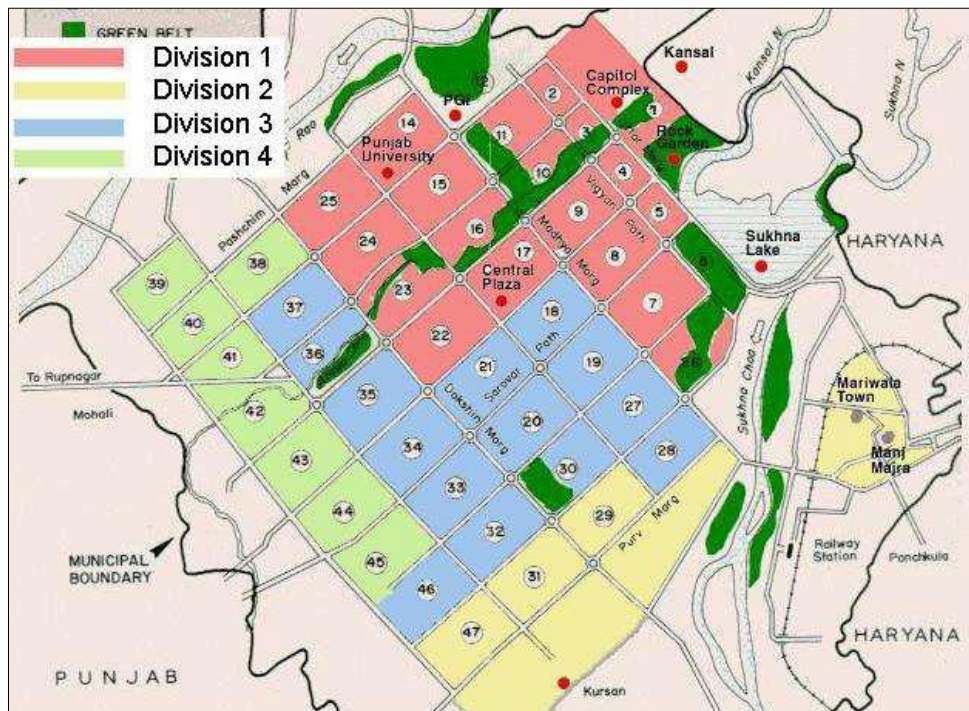 GREEN BELT
Division 1
Division 2
Division 3
Division 4
Kansal
Kansal N
Sukhna N
Capitol
Complex
Rock
Garden
PGI
Punjab
University
Rao
Paschim Marg
Madhya Marg
Vigyan Path
Central
Plaza
Sukhna
Lake
HARYANA
To Rupnagar
Mohali
Dakshin Marg
Sarovar Path
Purv Marg
Sukhna Choa
Mariwala
Town
Manj
Majra
Railway
Station
Panchkula
MUNICIPAL
BOUNDARY
HARYANA
PUNJAB
Kursan
1
2
3
4
5
6
7
8
9
10
11
12
14
15
16
17
18
19
20
21
22
23
24
25
26
27
28
29
30
31
32
33
34
35
36
37
38
39
40
41
42
43
44
45
46
47